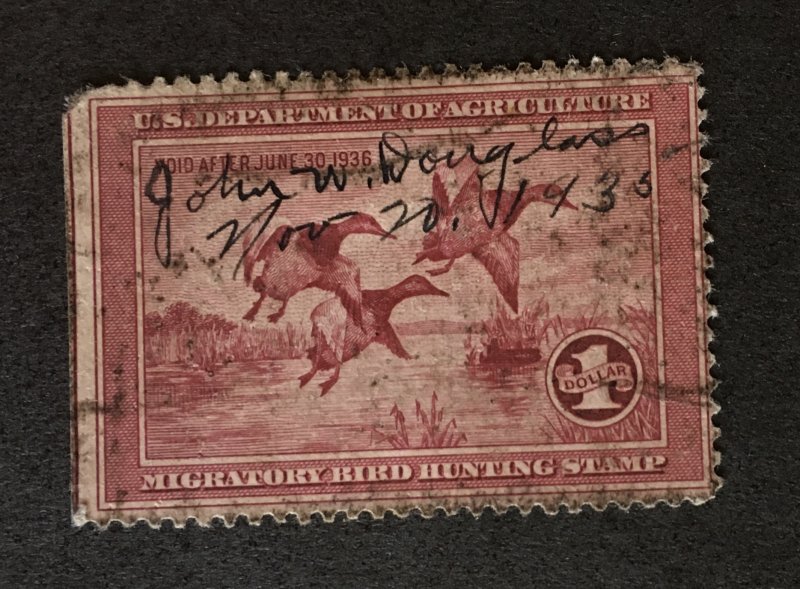 U.S. DEPARTMENT OF AGRICULTURE
VOID AFTER JUNE 30, 1936
John W. Douglass
Nov 20, 1935
1
DOLLAR
MIGRATORY BIRD HUNTING STAMP